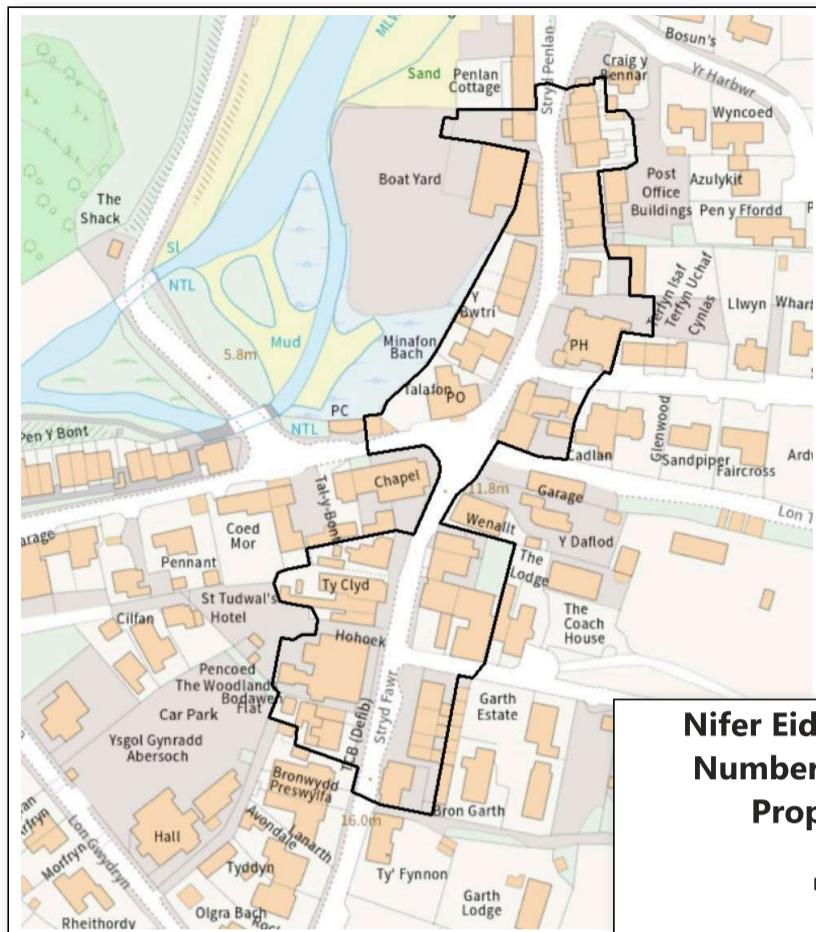 Bosun's
MLW
Sand
Penlan
Cottage
Stryd Penlan
Craig y
Bennar
Yr Harbwr
Wyncoed
Boat Yard
Post
Office
Buildings
Azulykit
Pen y Ffordd
The
Shack
Sl
NTL
Y
Bwtri
Terfyn Isaf
Terfyn Uchaf
Cynlas
Llwyn
Wharf
Mud
Minafon
Bach
5.8m
PH
Talafon
PO
PC
NTL
Pen Y Bont
Cadlan
Glenwood
Sandpiper
Faircross
Ardw
Chapel
Tal-y-Bont
11.8m
Garage
Lon T
Coed
Mor
Wenallt
Y Daflod
arage
Pennant
The
Lodge
Ty Clyd
St Tudwal's
Hotel
The
Coach
House
Cilfan
Hohoek
Pencoed
The Woodland
Bodawen
Flat
Stryd Fawr
Garth
Estate
Car Park
TCB (Defib)
Ysgol Gynradd
Abersoch
Bronwydd
Preswylfa
Bron Garth
16.0m
Avondale
Lanarth
Hall
Lon Gwydryn
Morfryn
Tyddyn
Ty' Fynnon
Olgra Bach
Garth
Lodge
Rheithordy
Nifer Eid
Number
Prop